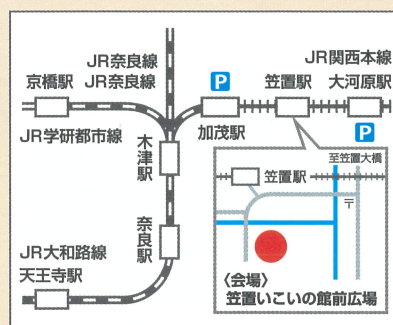 JR奈良線
JR関西本線
京橋駅
JR奈良線
P
笠置駅
大河原駅
JR学研都市線
加茂駅
P
木津駅
至笠置大橋
笠置駅
〒
奈良駅
JR大和路線
天王寺駅
〈会場〉
笠置いこいの館前広場